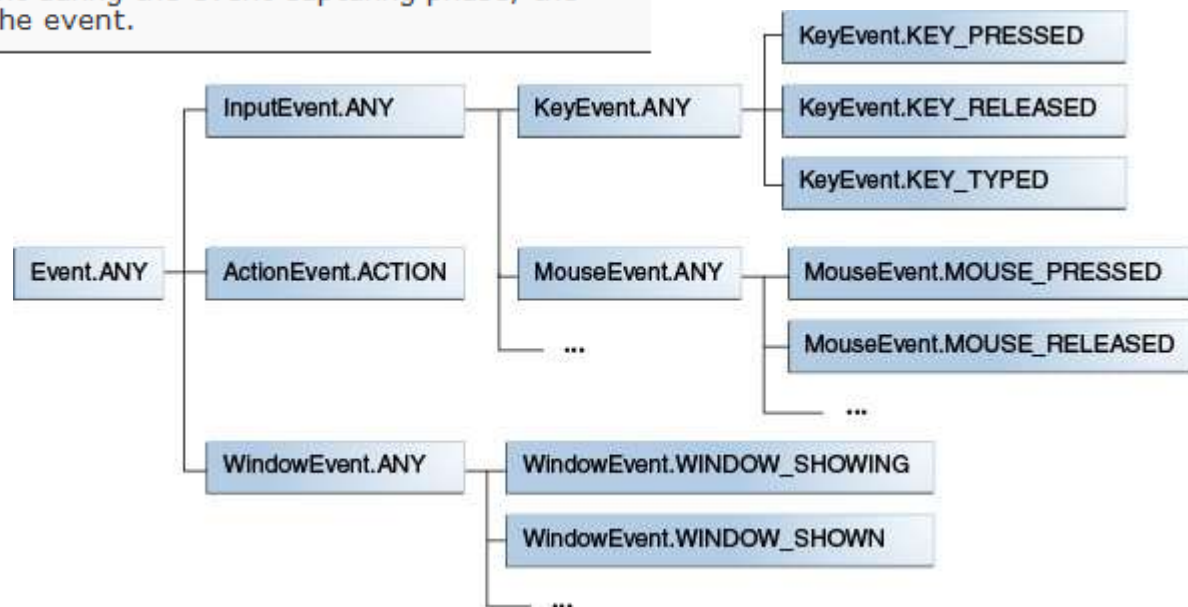 he event.
KeyEvent.KEY_PRESSED
InputEvent.ANY
KeyEvent.ANY
KeyEvent.KEY_RELEASED
KeyEvent.KEY_TYPED
Event.ANY
ActionEvent.ACTION
MouseEvent.ANY
MouseEvent.MOUSE_PRESSED
...
MouseEvent.MOUSE_RELEASED
...
WindowEvent.ANY
WindowEvent.WINDOW_SHOWING
WindowEvent.WINDOW_SHOWN
...